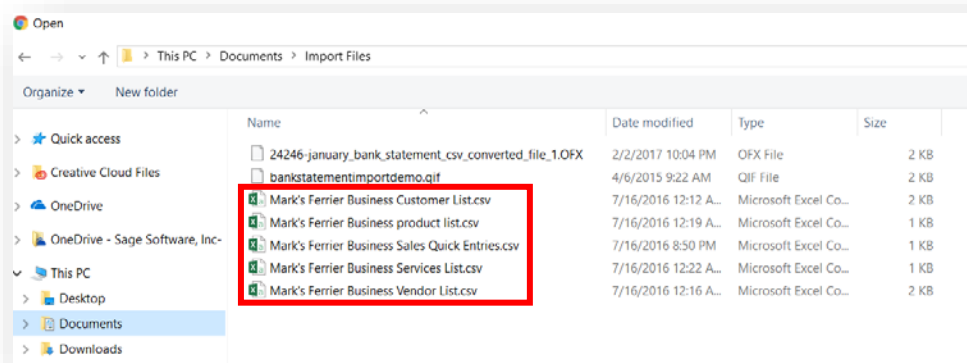 Open
This PC > Documents > Import Files
Organize New folder
Name Date modified Type Size
Quick access
Creative Cloud Files
OneDrive
OneDrive - Sage Software, Inc-
This PC
Desktop
Documents
Downloads
24246-january_bank_statement_csv_converted_file_1.OFX 2/2/2017 10:04 PM OFX File 2 KB
bankstatementimportdemo.qif 4/6/2015 9:22 AM QIF File 2 KB
Mark's Ferrier Business Customer List.csv 7/16/2016 12:12 A... Microsoft Excel Co... 2 KB
Mark's Ferrier Business product list.csv 7/16/2016 12:19 A... Microsoft Excel Co... 1 KB
Mark's Ferrier Business Sales Quick Entries.csv 7/16/2016 8:50 PM Microsoft Excel Co... 1 KB
Mark's Ferrier Business Services List.csv 7/16/2016 12:22 A... Microsoft Excel Co... 1 KB
Mark's Ferrier Business Vendor List.csv 7/16/2016 12:16 A... Microsoft Excel Co... 2 KB